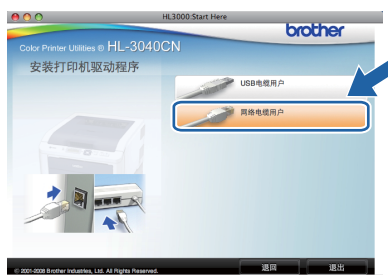 HL3000:Start Here
brother
Color Printer Utilities © HL-3040CN
安装打印机驱动程序
USB电缆用户
网络电缆用户
© 2001-2008 Brother Industries, Ltd. All Rights Reserved.
退回
退出